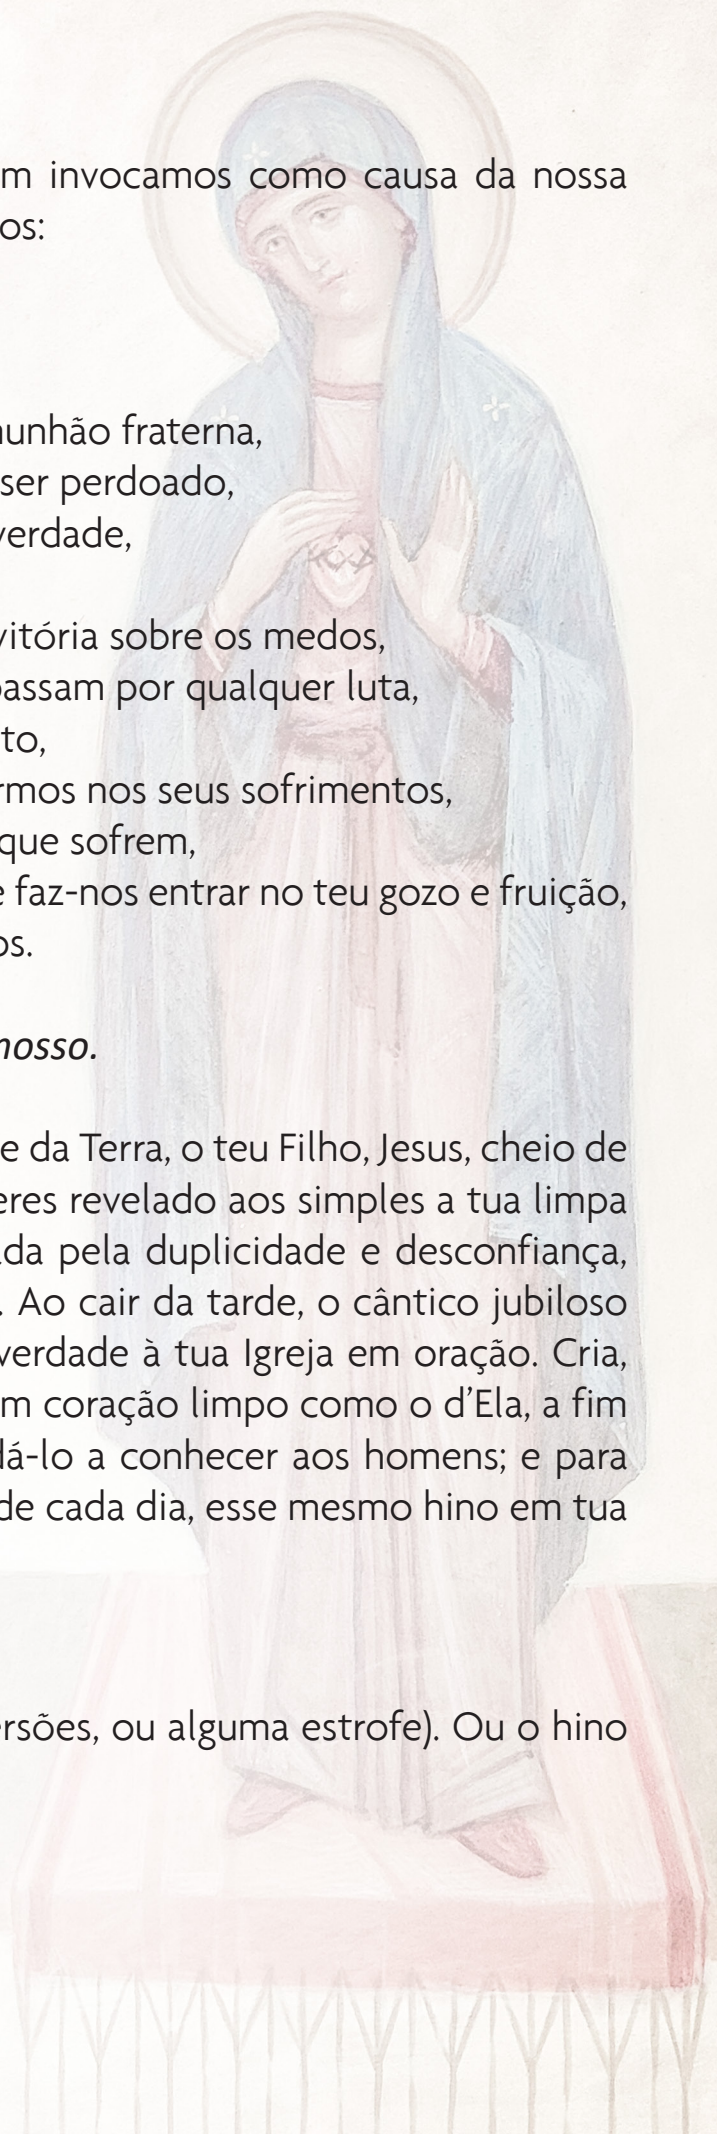 m invocamos como causa da nossa
os:
munhão fraterna,
ser perdoado,
verdade,
vitória sobre os medos,
passam por qualquer luta,
to,
rmos nos seus sofrimentos,
que sofrem,
e faz-nos entrar no teu gozo e fruição,
os.
nosso.
e da Terra, o teu Filho, Jesus, cheio de
eres revelado aos simples a tua limpa
da pela duplicidade e desconfiança,
. Ao cair da tarde, o cântico jubiloso
verdade à tua Igreja em oração. Cria,
m coração limpo como o d’Ela, a fim
dá-lo a conhecer aos homens; e para
de cada dia, esse mesmo hino em tua
ersões, ou alguma estrofe). Ou o hino